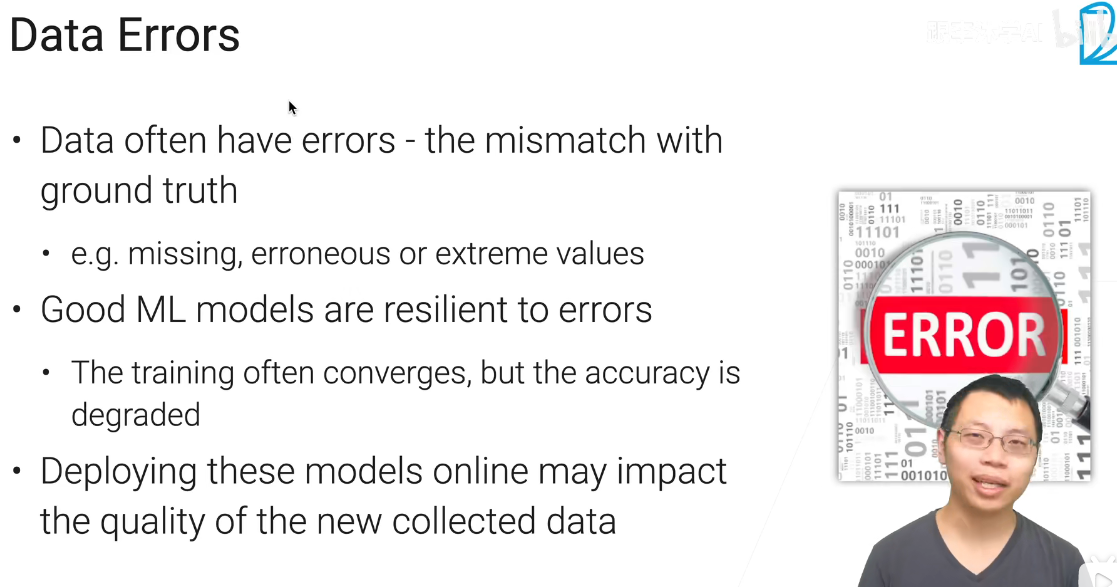 Data Errors
• Data often have errors - the mismatch with
ground truth
• e.g. missing, erroneous or extreme values
• Good ML models are resilient to errors
• The training often converges, but the accuracy is
degraded
• Deploying these models online may impact
the quality of the new collected data
ERROR